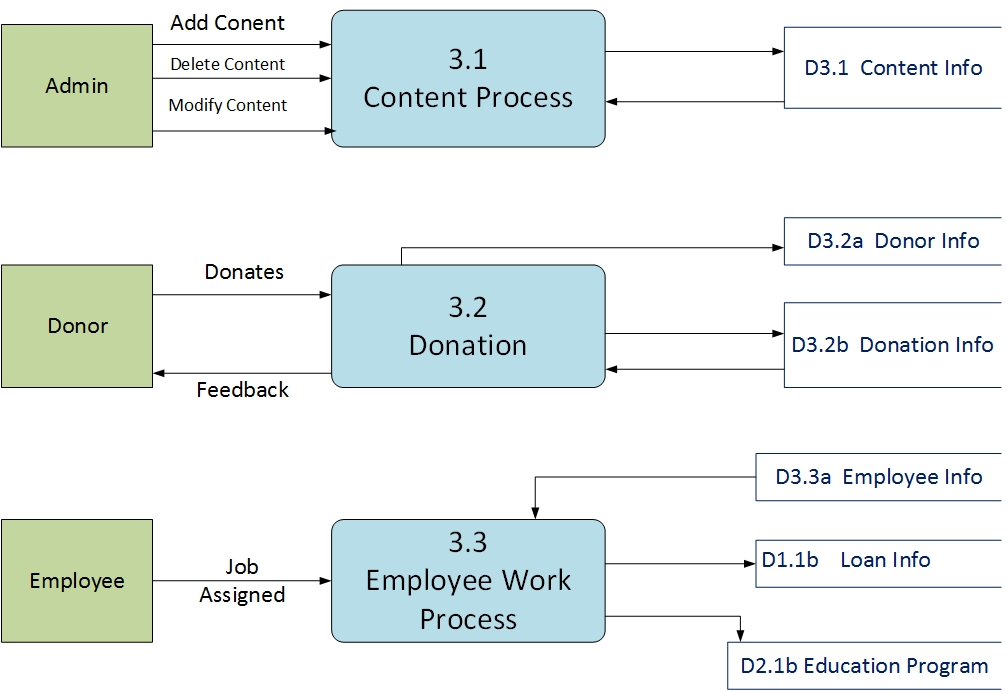 Add Conent
Delete Content
Modify Content
Admin
3.1
Content Process
D3.1 Content Info
Donates
Donor
Feedback
3.2
Donation
D3.2a Donor Info
D3.2b Donation Info
Employee
Job
Assigned
3.3
Employee Work
Process
D3.3a Employee Info
D1.1b Loan Info
D2.1b Education Program